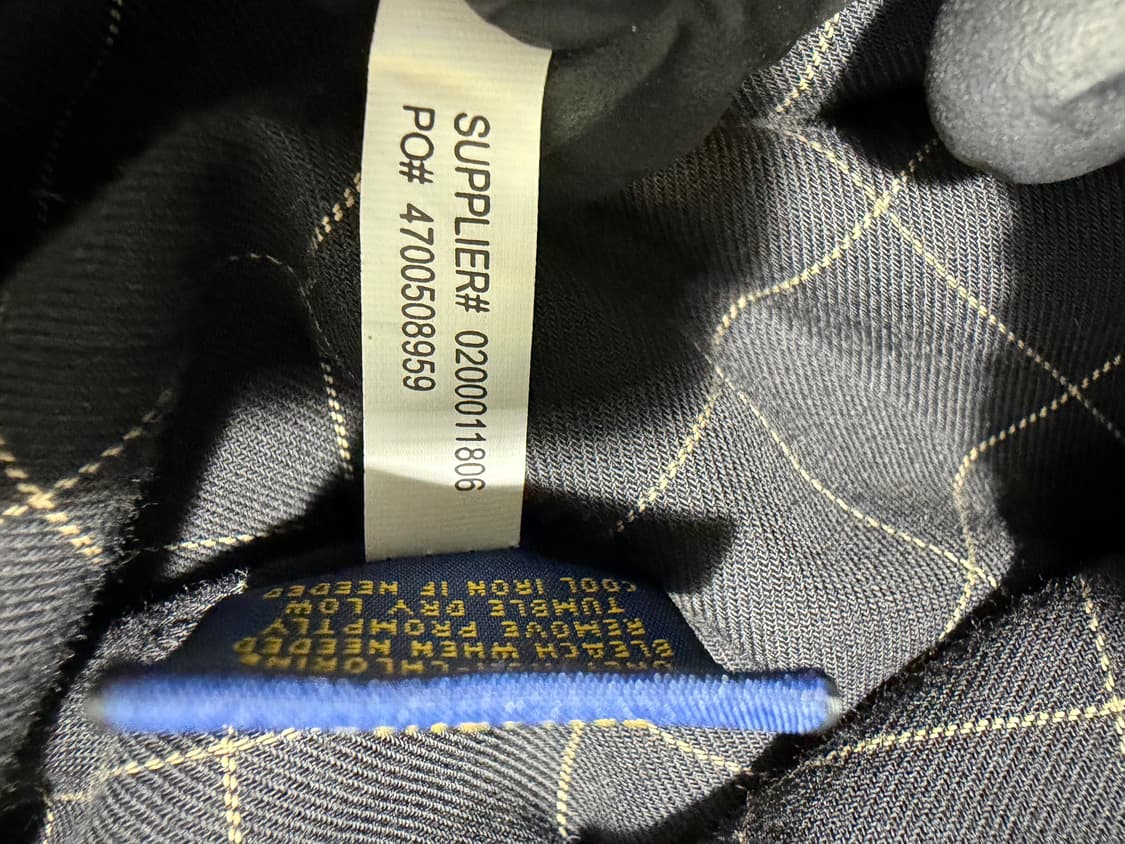 SUPPLIER# 0200011806
PO# 4700508959
BLEACH WHEN NEEDED
REMOVE PROMPTLY
TUMBLE DRY LOW
COOL IRON IF NEEDED